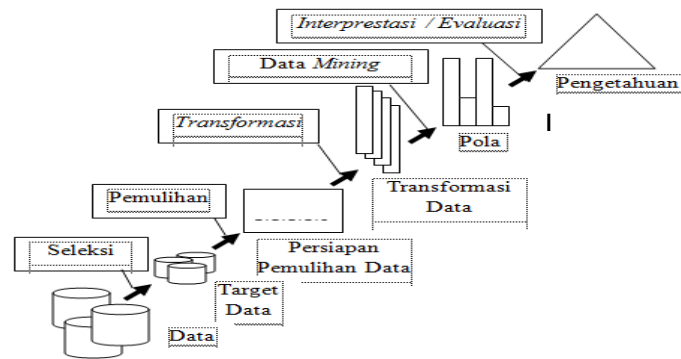 Interprestasi / Evaluasi
Data Mining
Pengetahuan
Transformasi
Pola
Pemulihan
Transformasi
Data
Seleksi
Persiapan
Pemulihan Data
Target
Data
Data